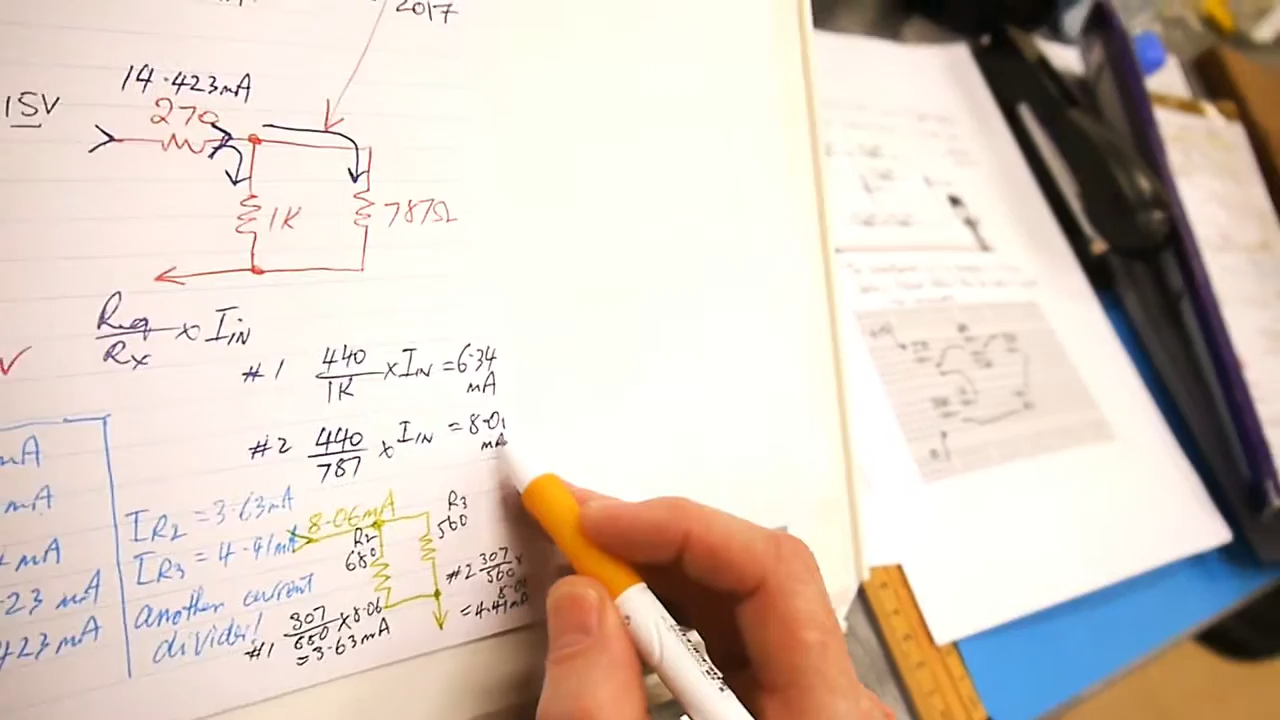 2017
14.423mA
15V
270
1K
787Ω
Req/Rx x IIN
#1 440/1K x IIN = 6.34 mA
#2 440/787 x IIN = 8.0 mA
mA
mA
mA
23 mA
423 mA
IR2 = 3.63mA
IR3 = 4.41mA
another current
divider!
8.06mA
R2
680
R3
560
#2 307/560 x
= 4.41mA
#1 307/680 x 8.06
= 3.63mA